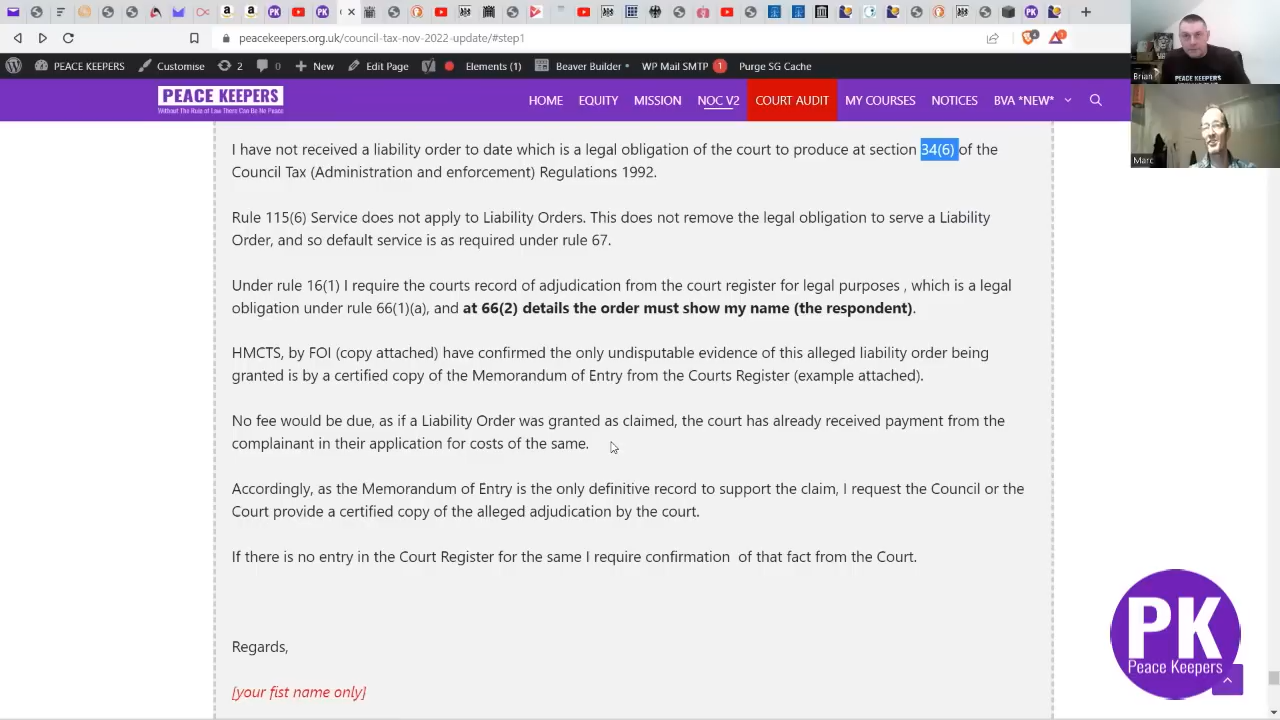 peacekeepers.org.uk/council-tax-nov-2022-update/#step1
PEACE KEEPERS Customise 2 0 New Edit Page Events (1) Beaver Builder WP Mail SMTP 1 Purge SG Cache
PEACE KEEPERS
Without The Rule of Law There Can Be No Peace
HOME EQUITY MISSION NOC V2 COURT AUDIT MY COURSES NOTICES BVA *NEW*
Brian
PEACE KEEPERS
Marc
I have not received a liability order to date which is a legal obligation of the court to produce at section 34(6) of the
Council Tax (Administration and enforcement) Regulations 1992.
Rule 115(6) Service does not apply to Liability Orders. This does not remove the legal obligation to serve a Liability
Order, and so default service is as required under rule 67.
Under rule 16(1) I require the courts record of adjudication from the court register for legal purposes , which is a legal
obligation under rule 66(1)(a), and at 66(2) details the order must show my name (the respondent).
HMCTS, by FOI (copy attached) have confirmed the only undisputable evidence of this alleged liability order being
granted is by a certified copy of the Memorandum of Entry from the Courts Register (example attached).
No fee would be due, as if a Liability Order was granted as claimed, the court has already received payment from the
complainant in their application for costs of the same.
Accordingly, as the Memorandum of Entry is the only definitive record to support the claim, I request the Council or the
Court provide a certified copy of the alleged adjudication by the court.
If there is no entry in the Court Register for the same I require confirmation of that fact from the Court.
Regards,
[your fist name only]
PK
Peace Keepers